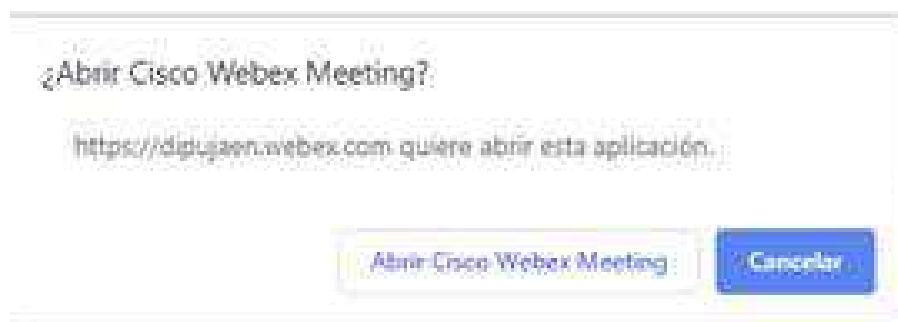 ¿Abrir Cisco Webex Meeting?
https://dipujaen.webex.com quiere abrir esta aplicación.
Abrir Cisco Webex Meeting Cancelar